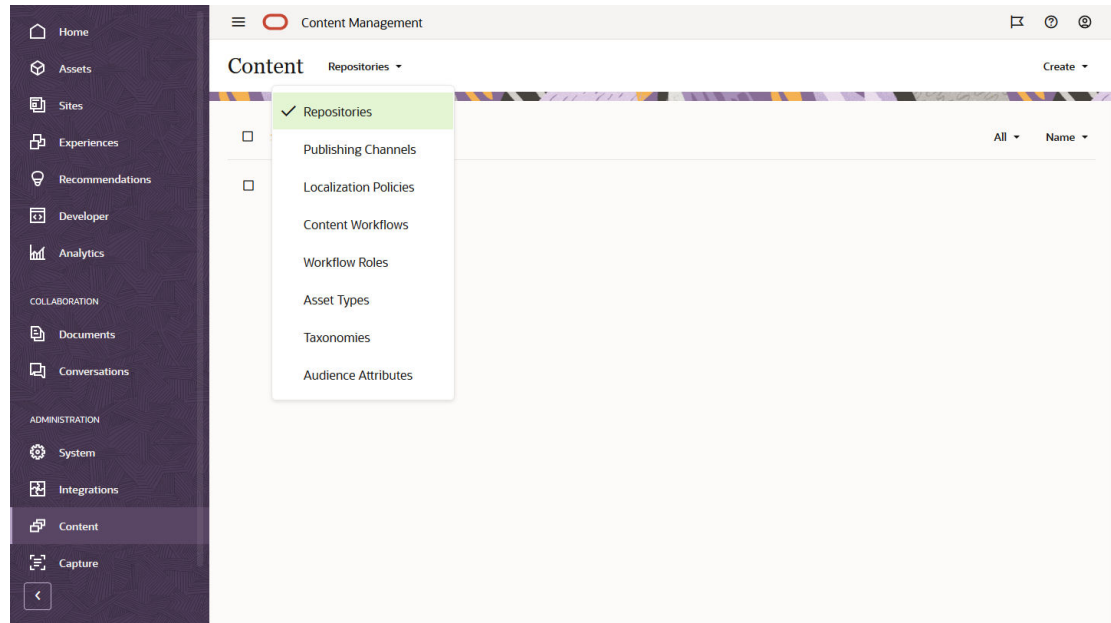 Home
Assets
Sites
Experiences
Recommendations
Developer
Analytics
COLLABORATION
Documents
Conversations
ADMINISTRATION
System
Integrations
Content
Capture
Content Management
Content Repositories
Create
Repositories
Publishing Channels
Localization Policies
Content Workflows
Workflow Roles
Asset Types
Taxonomies
Audience Attributes
All Name